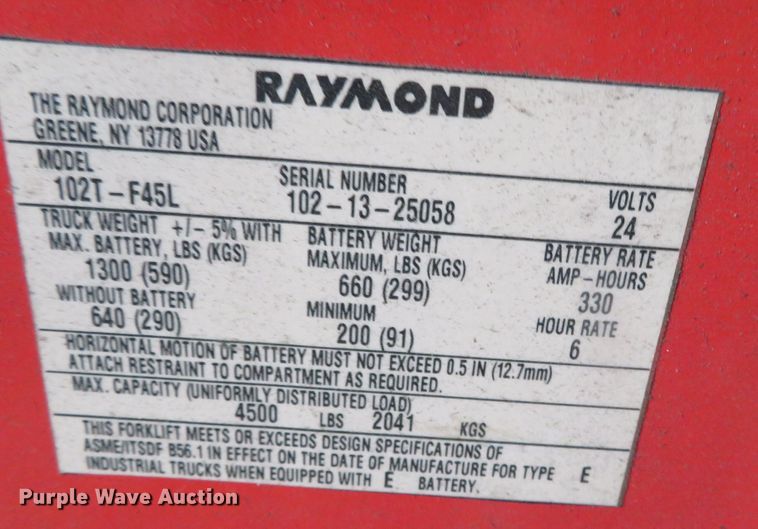 RAYMOND
THE RAYMOND CORPORATION
GREENE, NY 13778 USA
MODEL
102T-F45L
SERIAL NUMBER
102-13-25058
VOLTS
24
TRUCK WEIGHT +/- 5% WITH
MAX. BATTERY, LBS (KGS)
1300 (590)
WITHOUT BATTERY
640 (290)
BATTERY WEIGHT
MAXIMUM, LBS (KGS)
660 (299)
MINIMUM
200 (91)
BATTERY RATE
AMP-HOURS
330
HOUR RATE
6
HORIZONTAL MOTION OF BATTERY MUST NOT EXCEED 0.5 IN (12.7mm)
ATTACH RESTRAINT TO COMPARTMENT AS REQUIRED.
MAX. CAPACITY (UNIFORMLY DISTRIBUTED LOAD)
4500 LBS 2041 KGS
THIS FORKLIFT MEETS OR EXCEEDS DESIGN SPECIFICATIONS OF
ASME/ITSDF B56.1 IN EFFECT ON THE DATE OF MANUFACTURE FOR TYPE E
INDUSTRIAL TRUCKS WHEN EQUIPPED WITH E BATTERY.
Purple Wave Auction